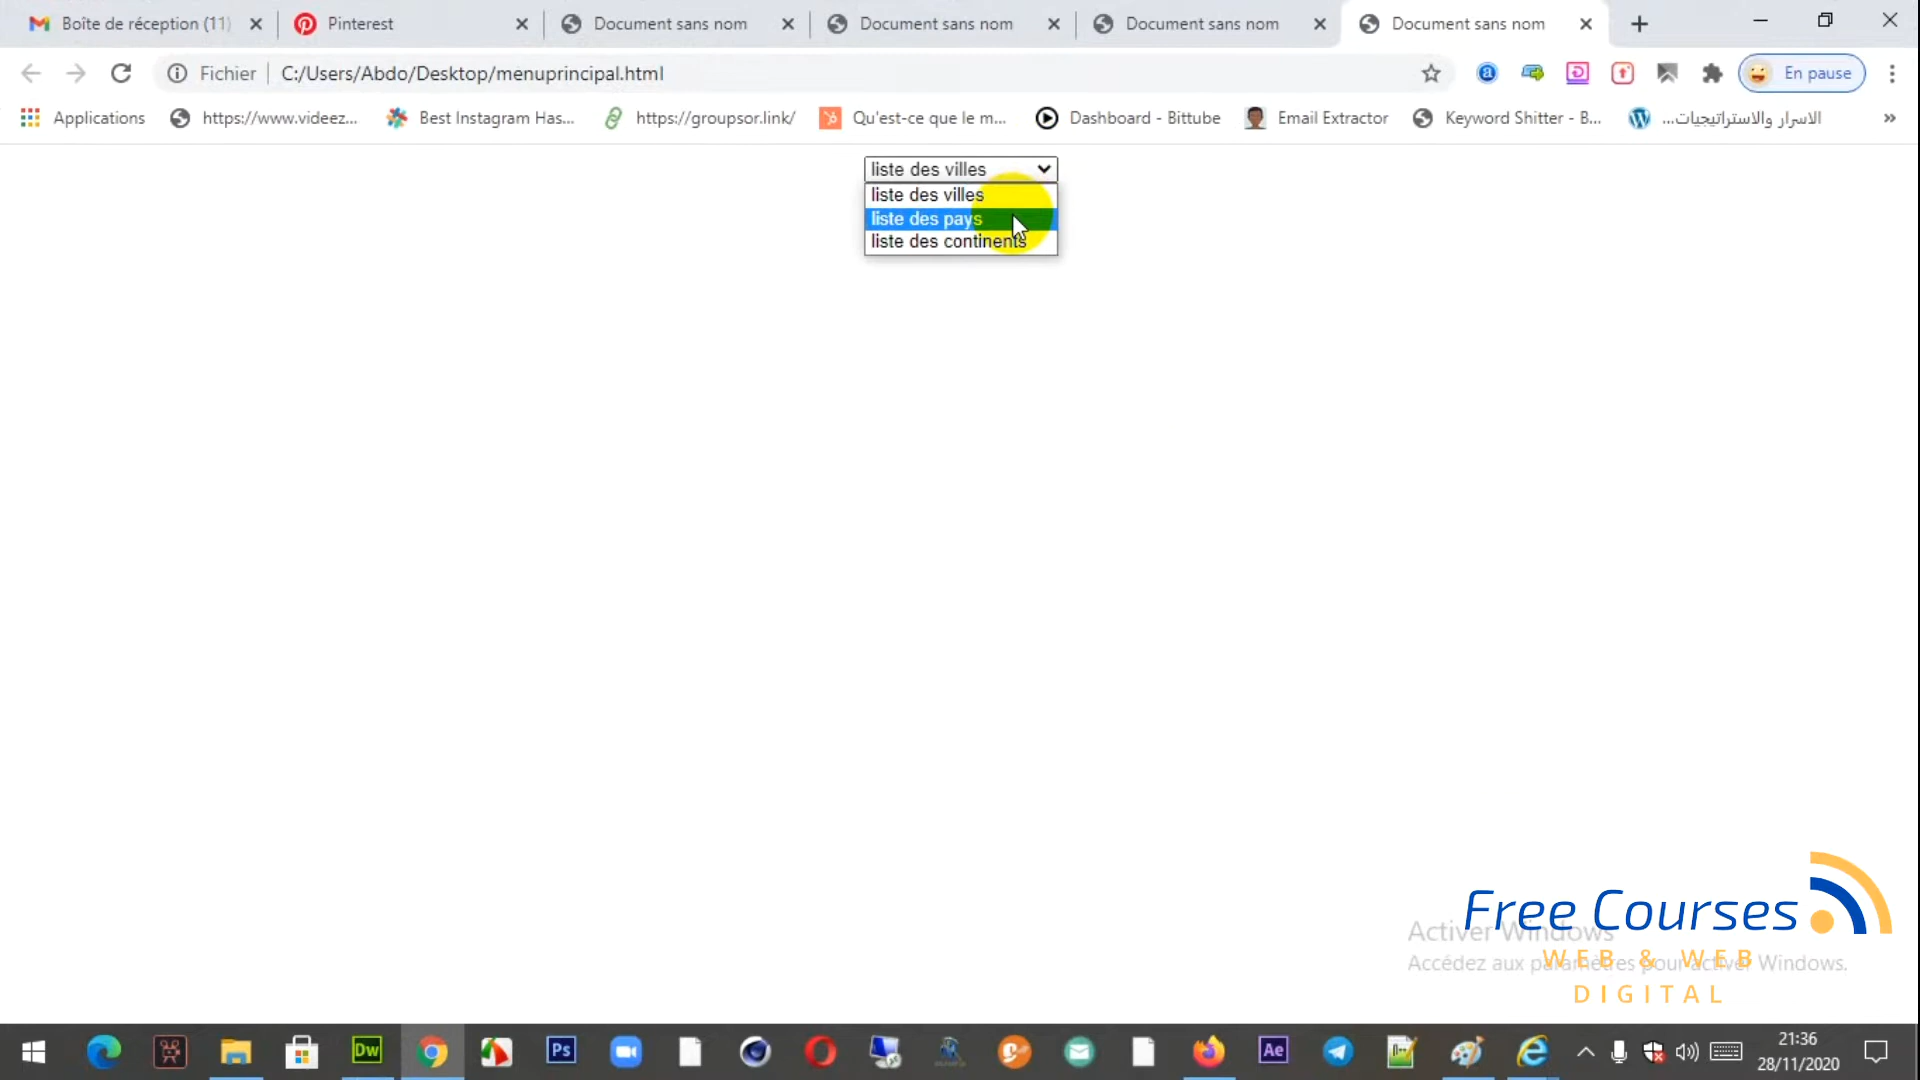 Boîte de réception (11)
Pinterest
Document sans nom
Document sans nom
Document sans nom
Document sans nom
Fichier
C:/Users/Abdo/Desktop/menuprincipal.html
En pause
Applications
https://www.videez...
Best Instagram Has...
https://groupsor.link/
Qu'est-ce que le m...
Dashboard - Bittube
Email Extractor
Keyword Shitter - B...
الاسرار والاستراتيجيات...
liste des villes
liste des villes
liste des pays
liste des continents
Free Courses
WEB & WEB
DIGITAL
Activer Windows
Accédez aux paramètres pour activer Windows.
Dw
Ps
Ae
21:36
28/11/2020